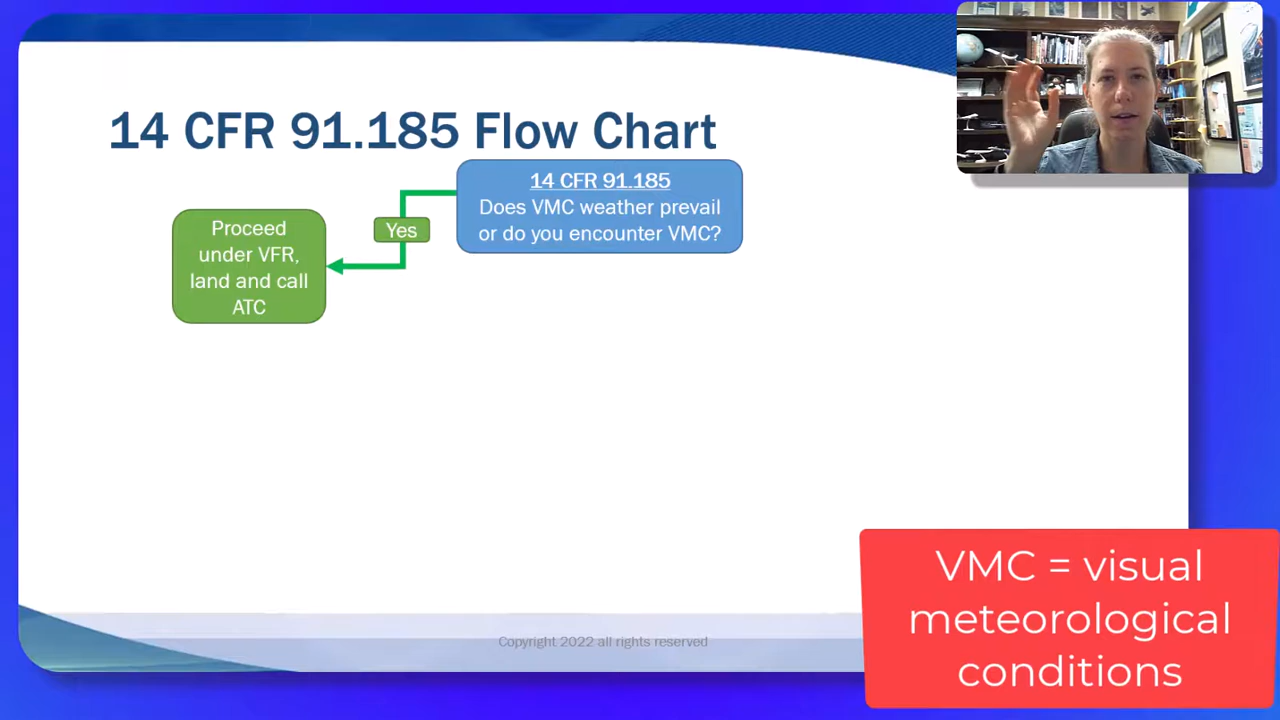 14 CFR 91.185 Flow Chart
14 CFR 91.185
Does VMC weather prevail
or do you encounter VMC?
Yes
Proceed
under VFR,
land and call
ATC
VMC = visual
meteorological
conditions
Copyright 2022 all rights reserved